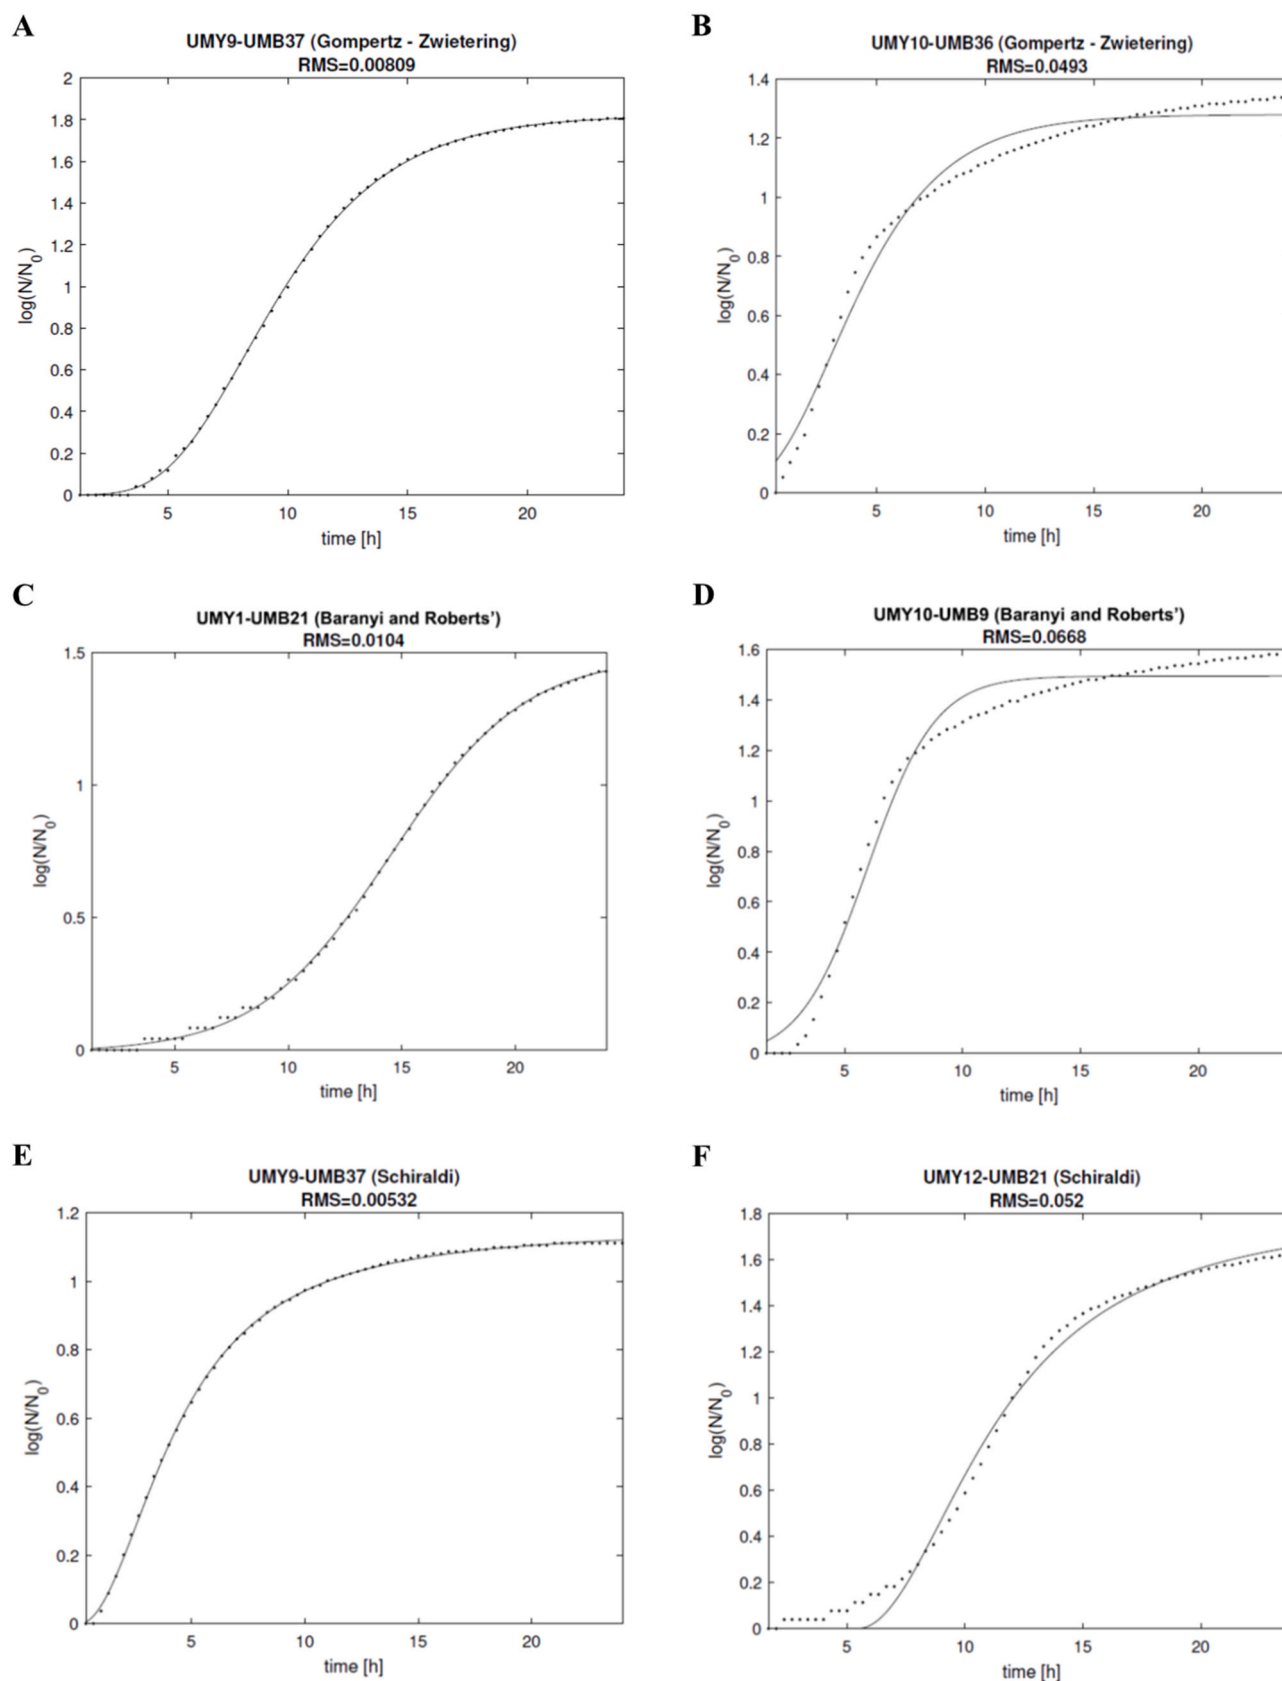 A
UMY9-UMB37 (Gompertz - Zwietering)
RMS=0.00809
2
1.8
1.6
1.4
1.2
1
0.8
0.6
0.4
0.2
0
log(N/N0)
5
10
15
20
time [h]
B
UMY10-UMB36 (Gompertz - Zwietering)
RMS=0.0493
1.4
1.2
1
0.8
0.6
0.4
0.2
0
log(N/N0)
5
10
15
20
time [h]
C
UMY1-UMB21 (Baranyi and Roberts’)
RMS=0.0104
1.5
1
0.5
0
log(N/N0)
5
10
15
20
time [h]
D
UMY10-UMB9 (Baranyi and Roberts’)
RMS=0.0668
1.6
1.4
1.2
1
0.8
0.6
0.4
0.2
0
log(N/N0)
5
10
15
20
time [h]
E
UMY9-UMB37 (Schiraldi)
RMS=0.00532
1.2
1
0.8
0.6
0.4
0.2
0
log(N/N0)
5
10
15
20
time [h]
F
UMY12-UMB21 (Schiraldi)
RMS=0.052
1.8
1.6
1.4
1.2
1
0.8
0.6
0.4
0.2
0
log(N/N0)
5
10
15
20
time [h]